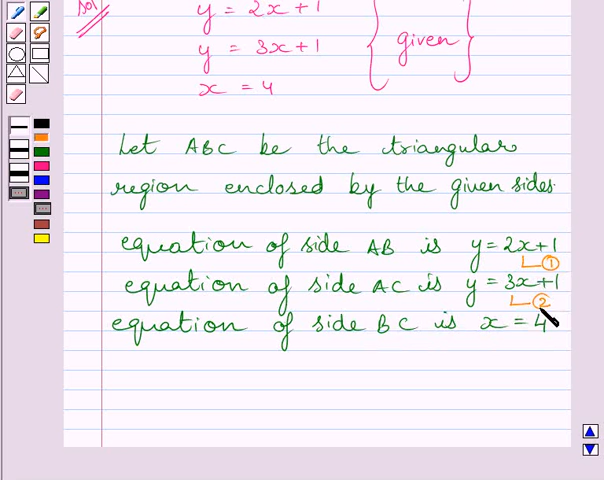 Sol
y = 2x + 1
y = 3x + 1
given
x = 4
Let ABC be the triangular
region enclosed by the given sides.
equation of side AB is y = 2x+1
①
equation of side AC is y = 3x+1
②
equation of side BC is x = 4